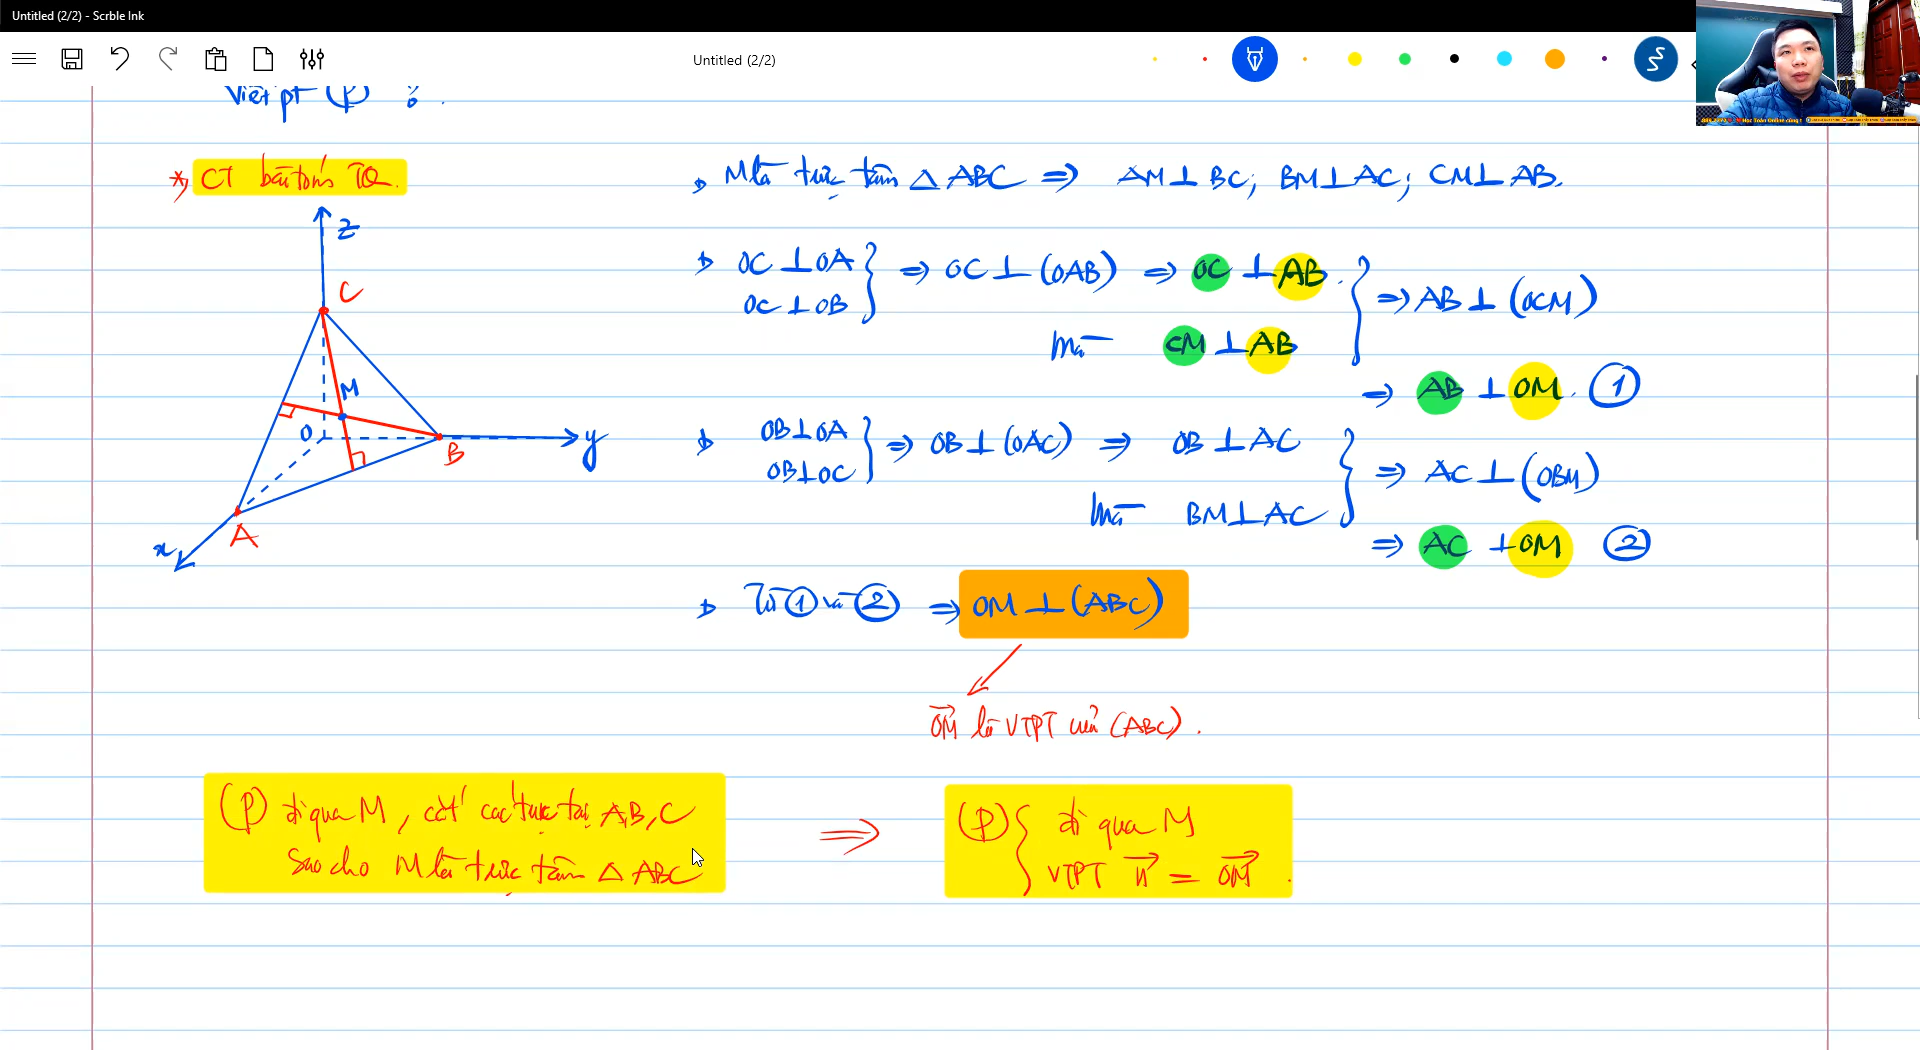 Untitled (2/2) - Scrble Ink
Untitled (2/2)
Viết pt (P) ?
* CT bài toán TQ.
M là trực tâm △ABC ⇒ AM⊥BC; BM⊥AC; CM⊥AB.
z
C
M
O
B
y
A
x
OC⊥OA
OC⊥OB } ⇒ OC⊥(OAB) ⇒ OC⊥AB.
mà CM⊥AB } ⇒ AB⊥(OCM)
⇒ AB⊥OM. ①
OB⊥OA
OB⊥OC } ⇒ OB⊥(OAC) ⇒ OB⊥AC
mà BM⊥AC } ⇒ AC⊥(OBM)
⇒ AC⊥OM ②
Từ ① và ② ⇒ OM⊥(ABC)
→OM là VTPT của (ABC).
(P) đi qua M, cắt các trục tại A,B,C
sao cho M là trực tâm △ABC
⇒ (P) { đi qua M
VTPT →n = →OM.